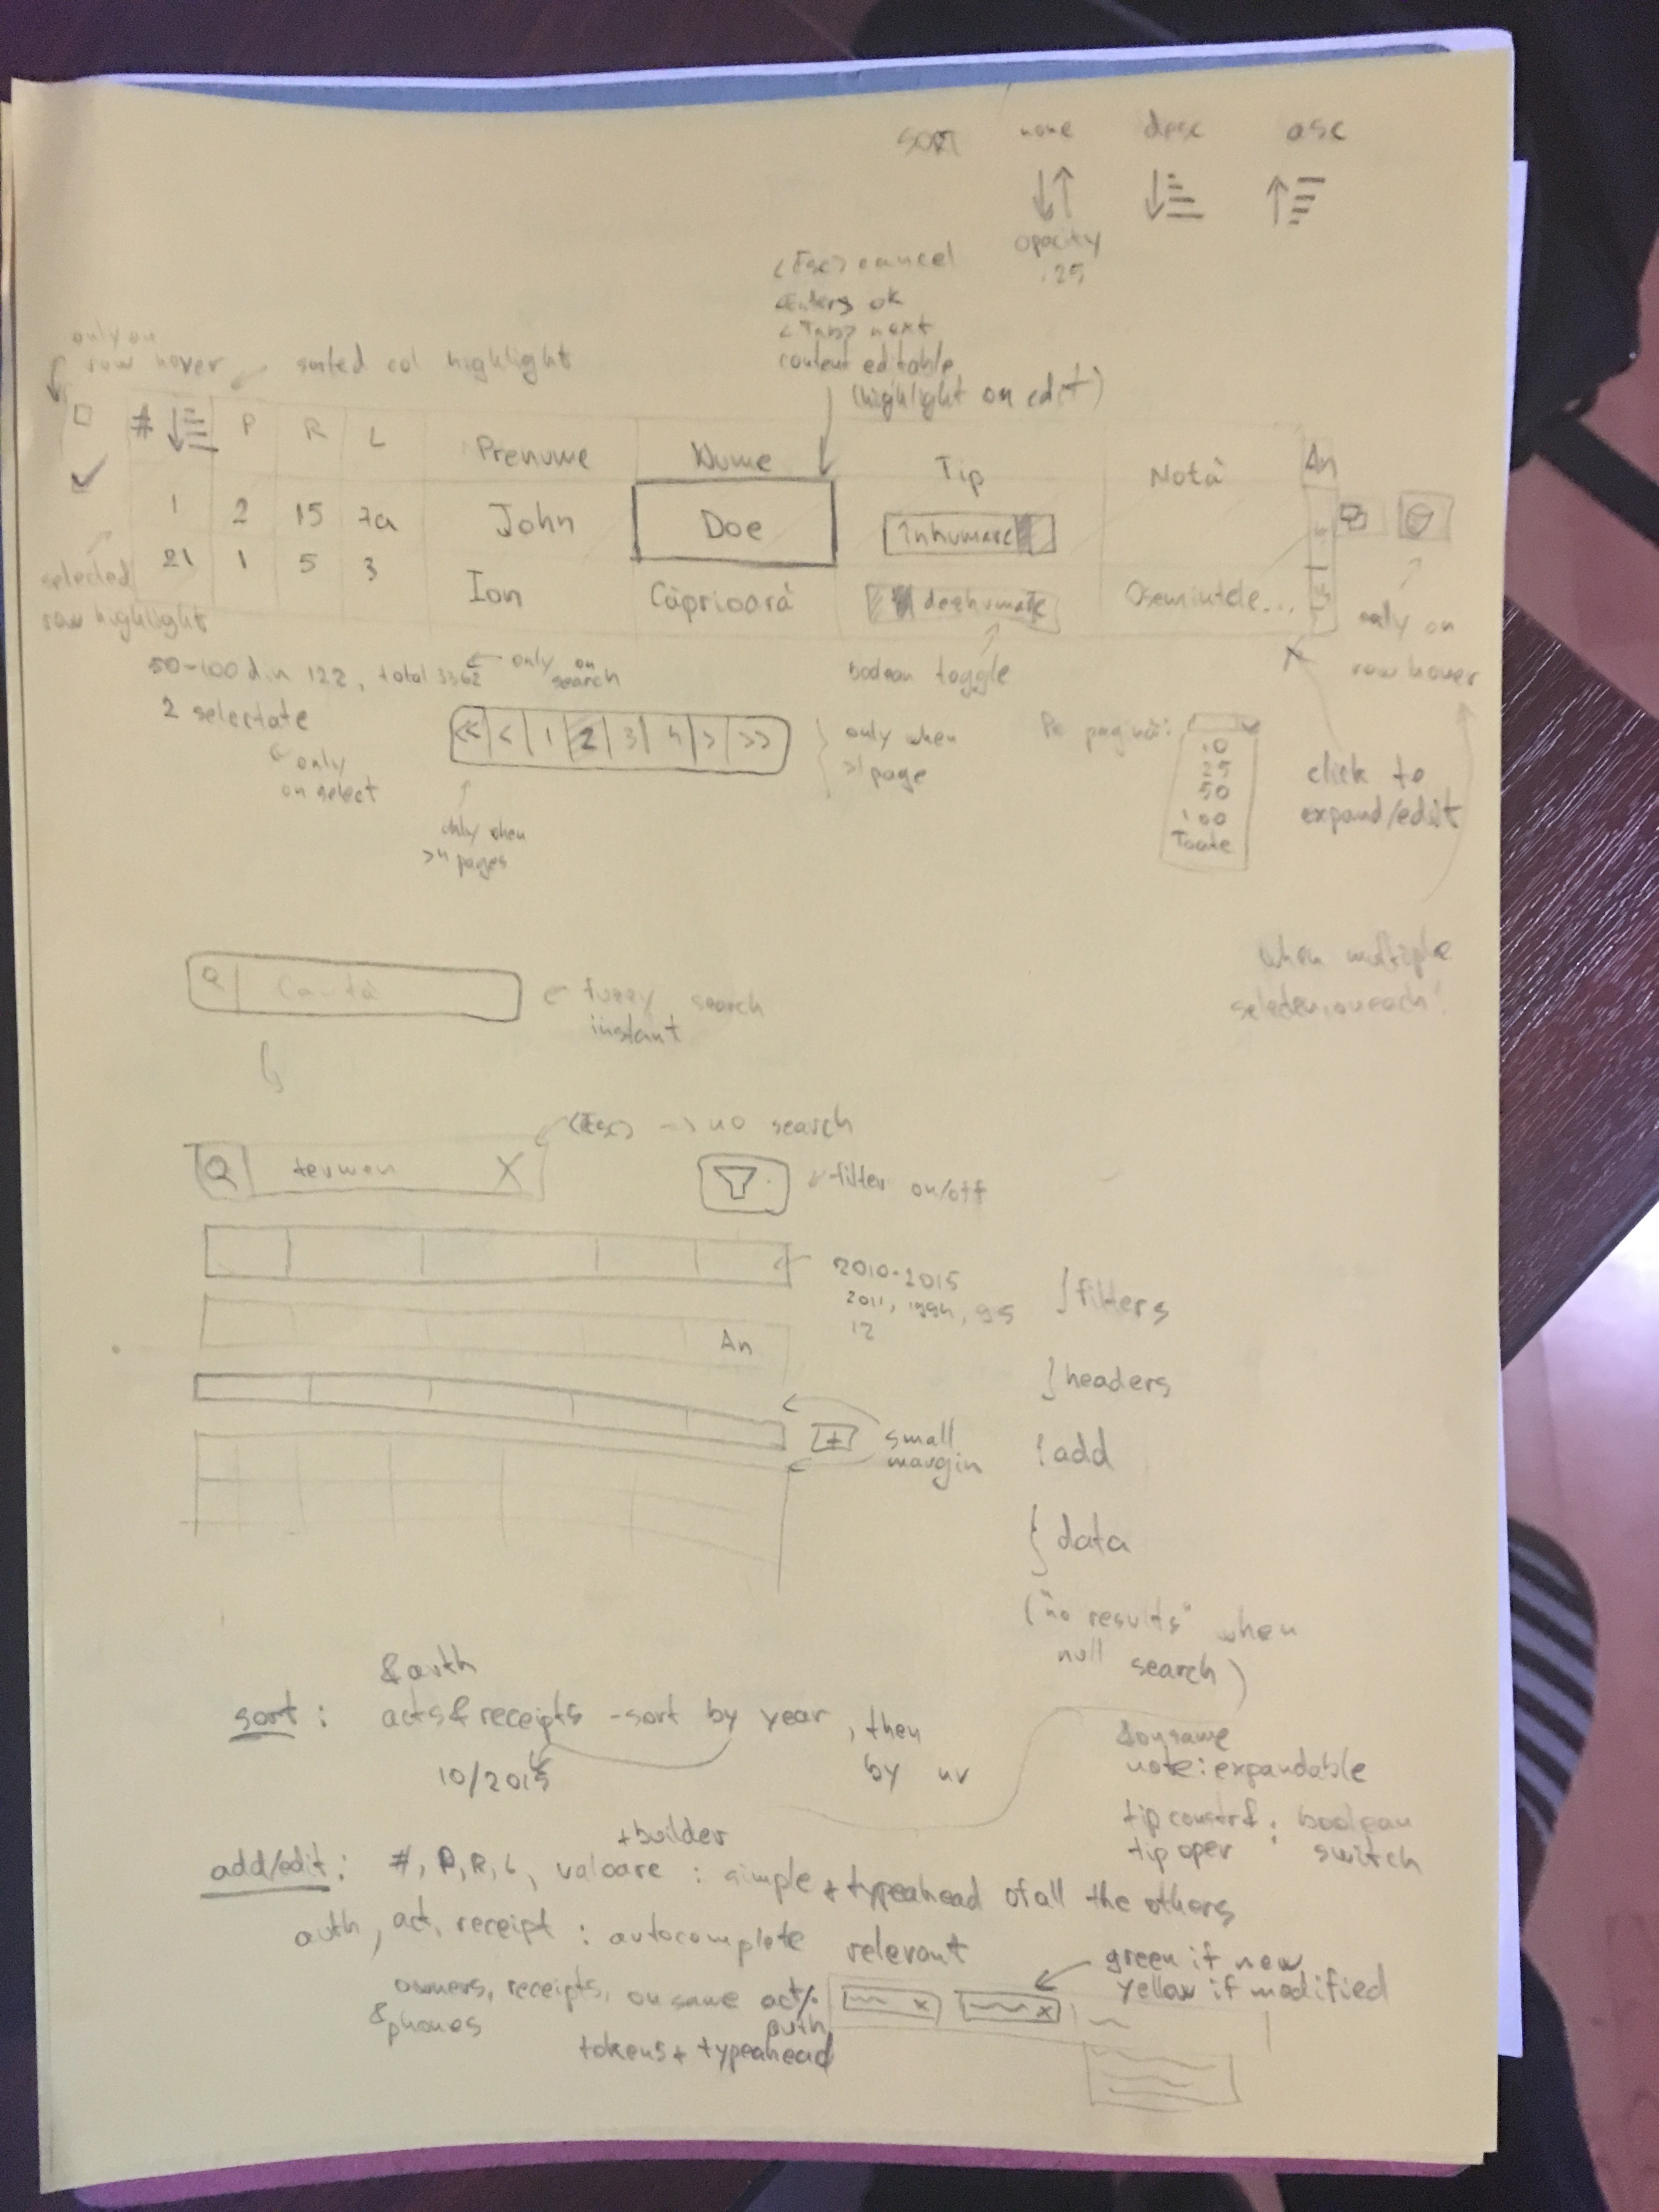 sort none desc asc
opacity
.25
<Esc> cancel
<Enter> ok
<Tab> next
content editable
(highlight on edit)
only on
row hover
sorted col highlight
# P R L Prenume Nume Tip Notă An
1 2 15 7a John Doe înhumare
21 1 5 3 Ion Căprioară deshumare Osemintele...
selected
row highlight
only on
row hover
50-100 din 122, total 3362
only on
search
boolean toggle
2 selectate
only
on select
<< < 1 2 3 4 > >>
only when
>1 page
only when
>4 pages
Pe pagină:
10
25
50
100
Toate
click to
expand/edit
when multiple
Caută
fuzzy search
instant
<Esc> -> no search
termen X
filter on/off
2010-2015
2011, 1994, 95
12
} filters
An
} headers
+
small
margin
} add
} data
("no results" when
null search)
& auth
sort: acts & receipts - sort by year, then
by nr
10/2015
note: expandable
tip constr : boolean
tip oper : switch
+ builder
add/edit: #, P, R, L, valoare : simple + typeahead of all the others
auth, act, receipt : autocomplete relevant
green if new,
yellow if modified
owners, receipts, on same act/
auth
& phones
tokens + typeahead
x x